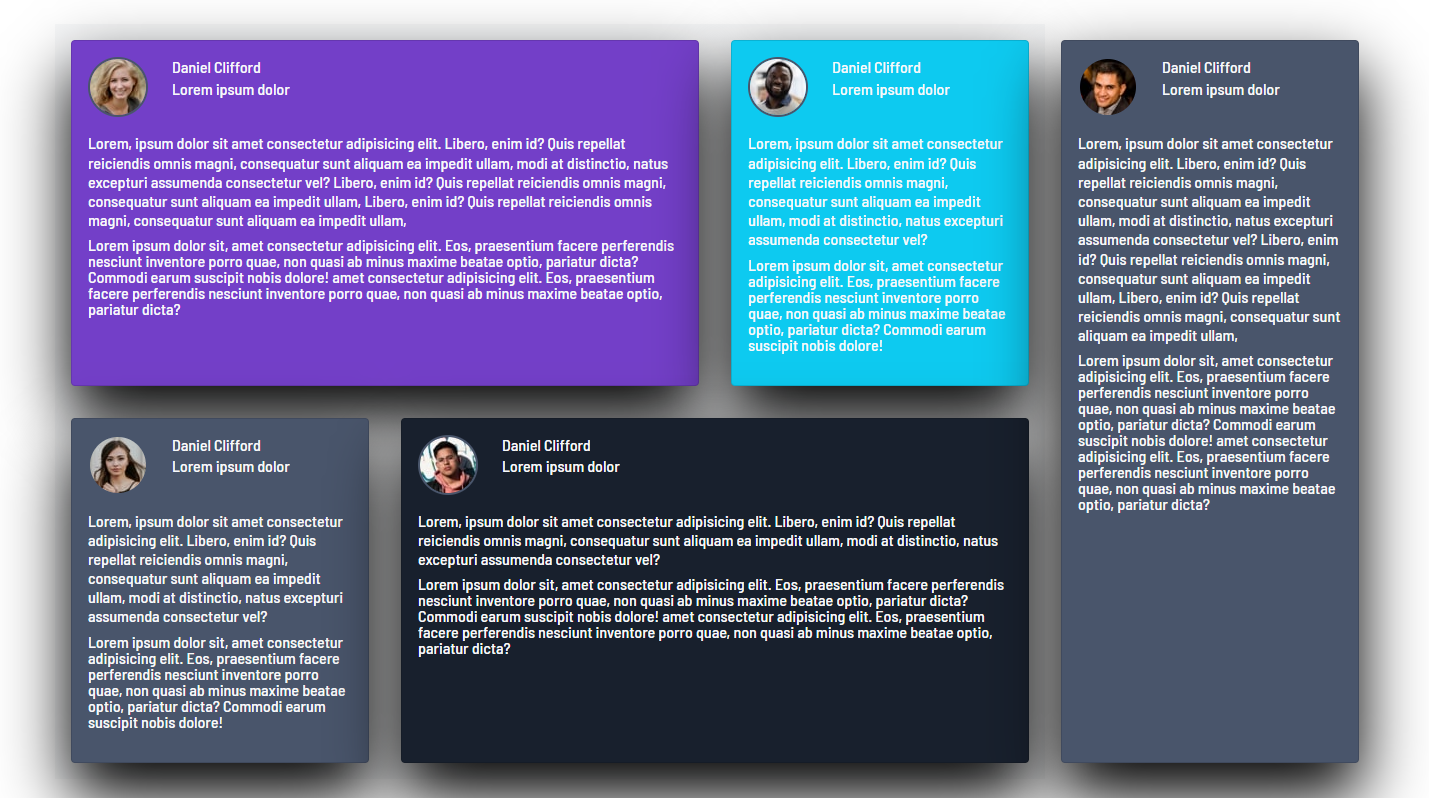 Daniel Clifford
Lorem ipsum dolor
Lorem, ipsum dolor sit amet consectetur adipisicing elit. Libero, enim id? Quis repellat
reiciendis omnis magni, consequatur sunt aliquam ea impedit ullam, modi at distinctio, natus
excepturi assumenda consectetur vel? Libero, enim id? Quis repellat reiciendis omnis magni,
consequatur sunt aliquam ea impedit ullam, Libero, enim id? Quis repellat reiciendis omnis
magni, consequatur sunt aliquam ea impedit ullam,
Lorem ipsum dolor sit, amet consectetur adipisicing elit. Eos, praesentium facere perferendis
nesciunt inventore porro quae, non quasi ab minus maxime beatae optio, pariatur dicta?
Commodi earum suscipit nobis dolore! amet consectetur adipisicing elit. Eos, praesentium
facere perferendis nesciunt inventore porro quae, non quasi ab minus maxime beatae optio,
pariatur dicta?
Daniel Clifford
Lorem ipsum dolor
Lorem, ipsum dolor sit amet consectetur
adipisicing elit. Libero, enim id? Quis
repellat reiciendis omnis magni,
consequatur sunt aliquam ea impedit
ullam, modi at distinctio, natus excepturi
assumenda consectetur vel?
Lorem ipsum dolor sit, amet consectetur
adipisicing elit. Eos, praesentium facere
perferendis nesciunt inventore porro
quae, non quasi ab minus maxime beatae
optio, pariatur dicta? Commodi earum
suscipit nobis dolore!
Daniel Clifford
Lorem ipsum dolor
Lorem, ipsum dolor sit amet consectetur
adipisicing elit. Libero, enim id? Quis
repellat reiciendis omnis magni,
consequatur sunt aliquam ea impedit
ullam, modi at distinctio, natus excepturi
assumenda consectetur vel? Libero, enim
id? Quis repellat reiciendis omnis magni,
consequatur sunt aliquam ea impedit
ullam, Libero, enim id? Quis repellat
reiciendis omnis magni, consequatur sunt
aliquam ea impedit ullam,
Lorem ipsum dolor sit, amet consectetur
adipisicing elit. Eos, praesentium facere
perferendis nesciunt inventore porro
quae, non quasi ab minus maxime beatae
optio, pariatur dicta? Commodi earum
suscipit nobis dolore! amet consectetur
adipisicing elit. Eos, praesentium facere
perferendis nesciunt inventore porro
quae, non quasi ab minus maxime beatae
optio, pariatur dicta?
Daniel Clifford
Lorem ipsum dolor
Lorem, ipsum dolor sit amet consectetur
adipisicing elit. Libero, enim id? Quis
repellat reiciendis omnis magni,
consequatur sunt aliquam ea impedit
ullam, modi at distinctio, natus excepturi
assumenda consectetur vel?
Lorem ipsum dolor sit, amet consectetur
adipisicing elit. Eos, praesentium facere
perferendis nesciunt inventore porro
quae, non quasi ab minus maxime beatae
optio, pariatur dicta? Commodi earum
suscipit nobis dolore!
Daniel Clifford
Lorem ipsum dolor
Lorem, ipsum dolor sit amet consectetur adipisicing elit. Libero, enim id? Quis repellat
reiciendis omnis magni, consequatur sunt aliquam ea impedit ullam, modi at distinctio, natus
excepturi assumenda consectetur vel?
Lorem ipsum dolor sit, amet consectetur adipisicing elit. Eos, praesentium facere perferendis
nesciunt inventore porro quae, non quasi ab minus maxime beatae optio, pariatur dicta?
Commodi earum suscipit nobis dolore! amet consectetur adipisicing elit. Eos, praesentium
facere perferendis nesciunt inventore porro quae, non quasi ab minus maxime beatae optio,
pariatur dicta?